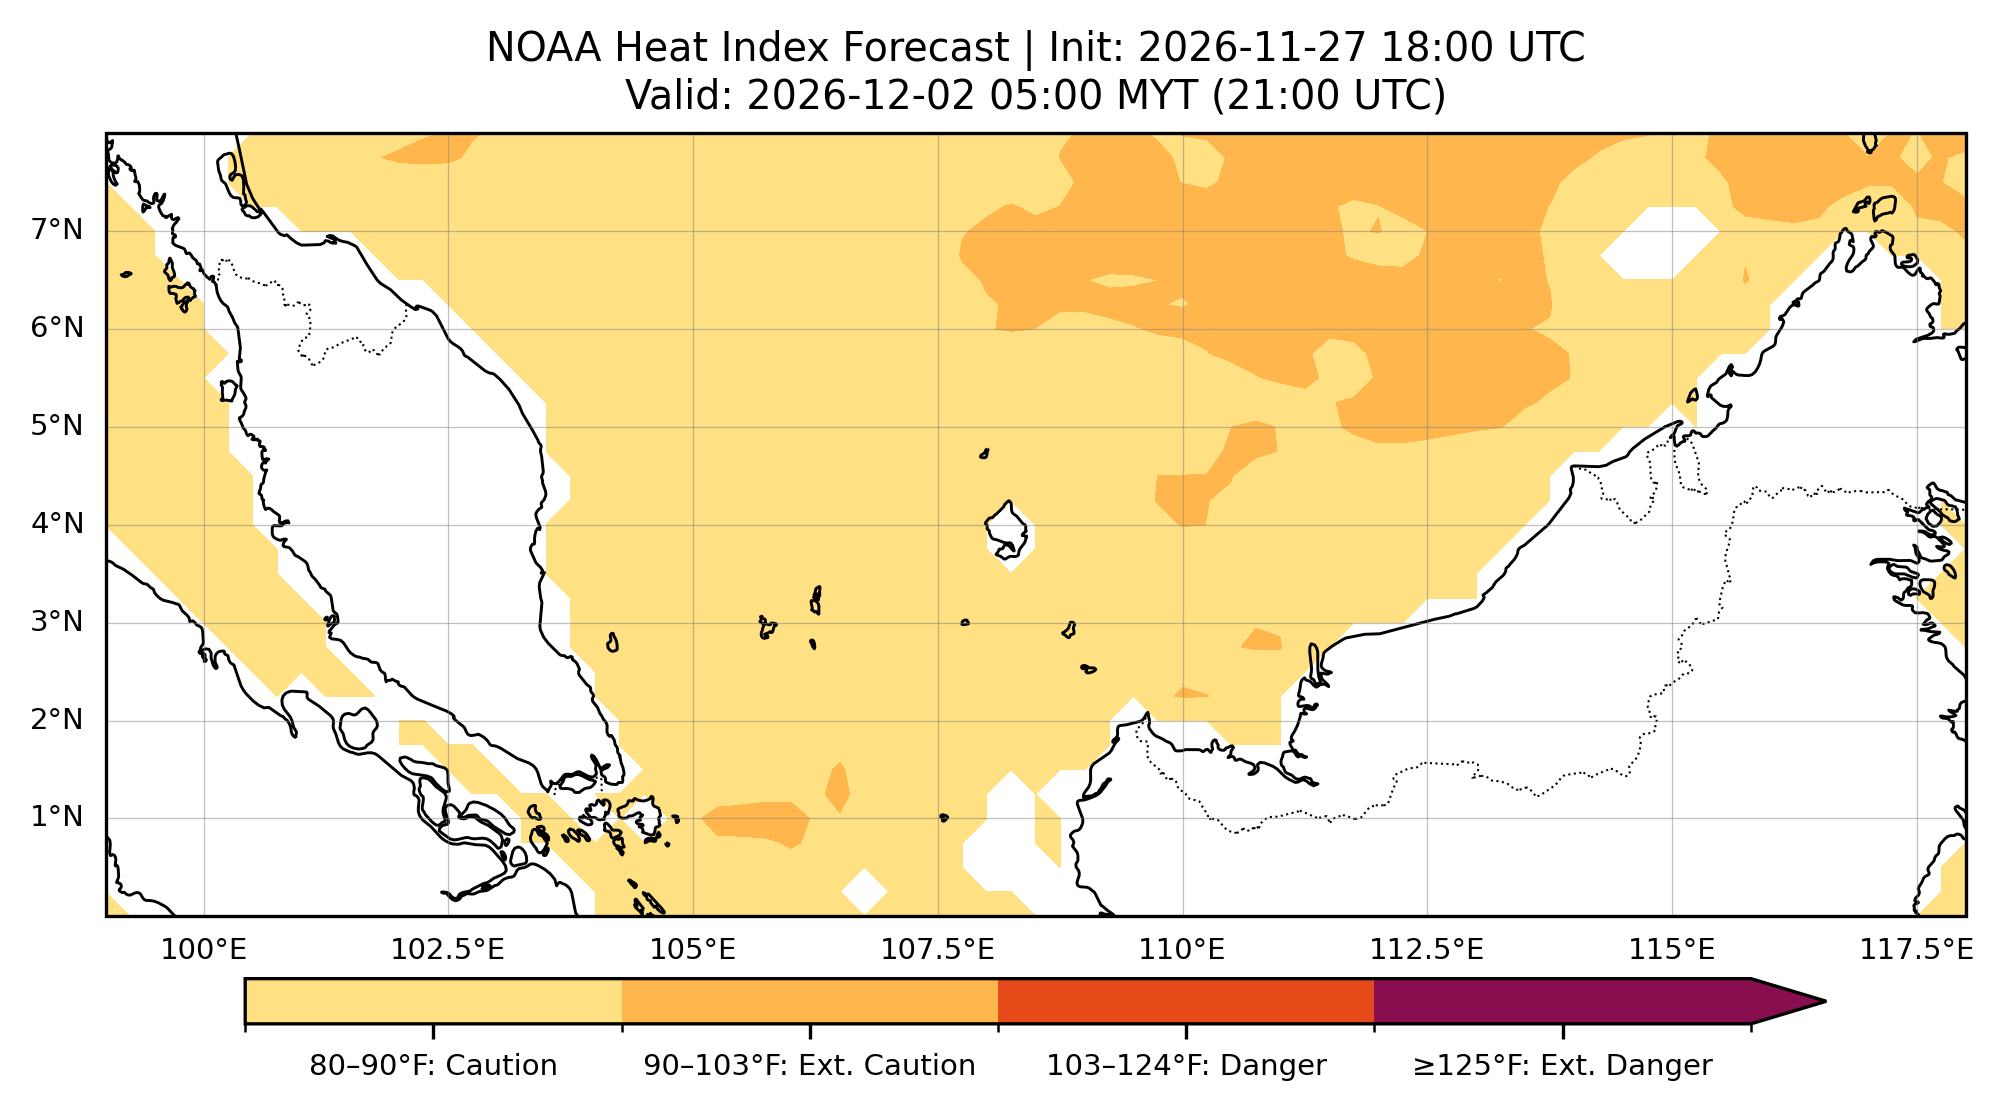 NOAA Heat Index Forecast | Init: 2026-11-27 18:00 UTC
Valid: 2026-12-02 05:00 MYT (21:00 UTC)
7°N
6°N
5°N
4°N
3°N
2°N
1°N
100°E 102.5°E 105°E 107.5°E 110°E 112.5°E 115°E 117.5°E
80–90°F: Caution 90–103°F: Ext. Caution 103–124°F: Danger ≥125°F: Ext. Danger